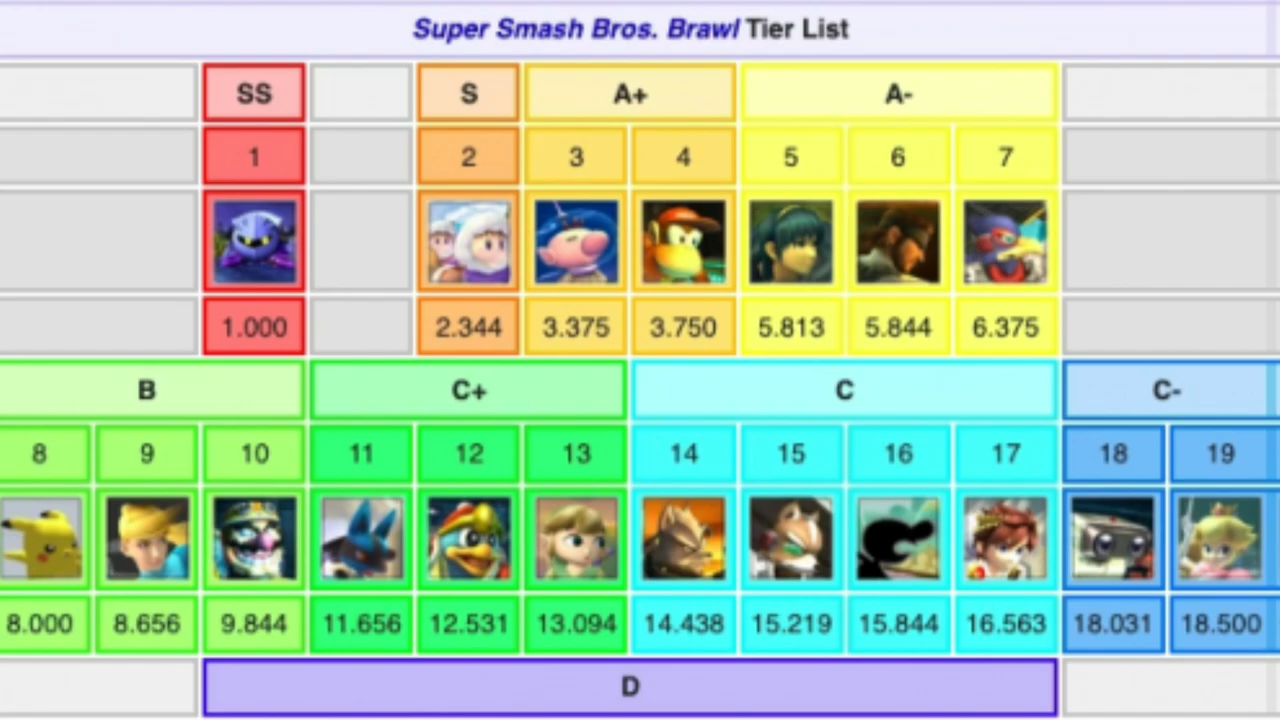 Super Smash Bros. Brawl Tier List
SS S A+ A-
1 2 3 4 5 6 7
1.000 2.344 3.375 3.750 5.813 5.844 6.375
B C+ C C-
8 9 10 11 12 13 14 15 16 17 18 19
8.000 8.656 9.844 11.656 12.531 13.094 14.438 15.219 15.844 16.563 18.031 18.500
D